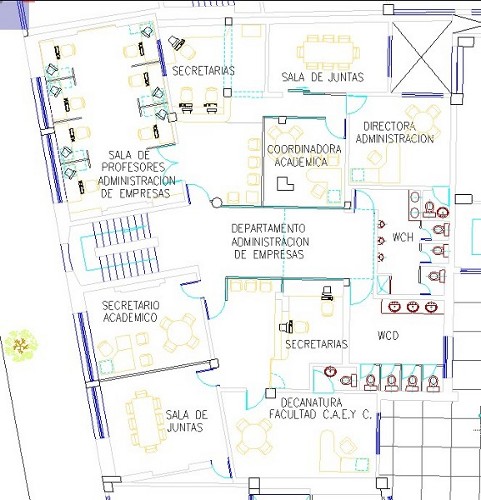 SECRETARIAS
SALA DE JUNTAS
SALA DE
PROFESORES
ADMINISTRACION
DE EMPRESAS
COORDINADORA
ACADEMICA
DIRECTORA
ADMINISTRACION
DEPARTAMENTO
ADMINISTRACION
DE EMPRESAS
WCH
SECRETARIO
ACADEMICO
SECRETARIAS
WCD
SALA DE
JUNTAS
DECANATURA
FACULTAD C.A.E.Y C.